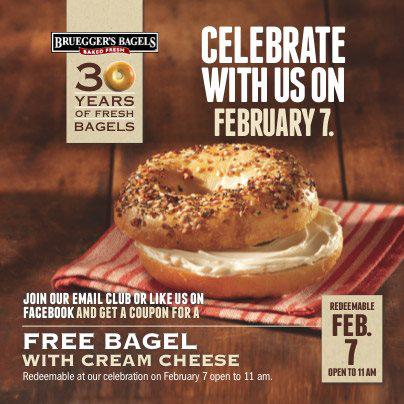 BRUEGGER'S BAGELS
BAKED FRESH
30
YEARS
OF FRESH
BAGELS
CELEBRATE
WITH US ON
FEBRUARY 7.
JOIN OUR EMAIL CLUB OR LIKE US ON
FACEBOOK AND GET A COUPON FOR A
FREE BAGEL
WITH CREAM CHEESE
Redeemable at our celebration on February 7 open to 11 am.
REDEEMABLE
FEB.
7
OPEN TO 11 AM